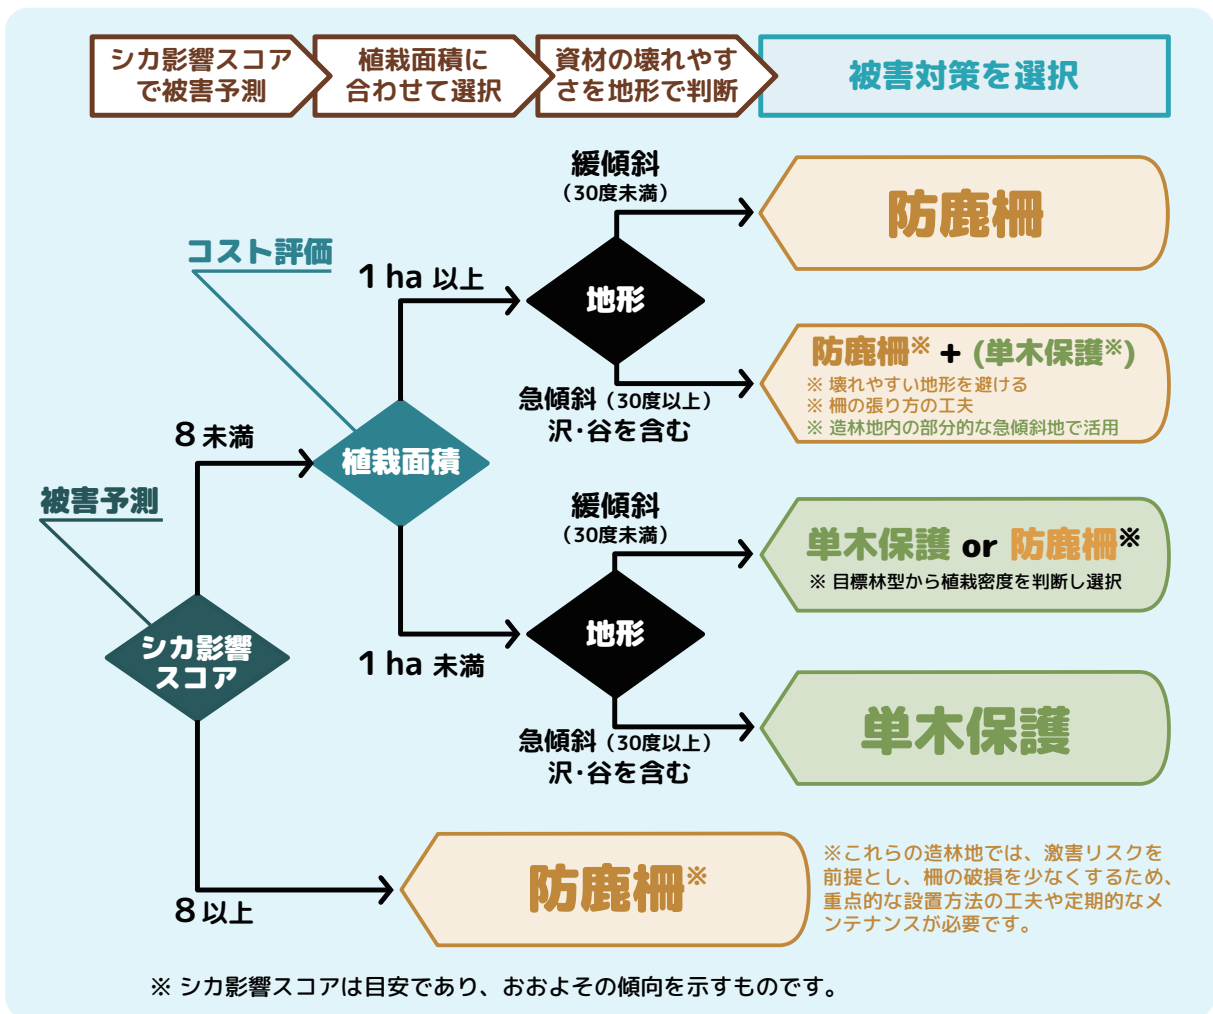 シカ影響スコア
で被害予測
植栽面積に
合わせて選択
資材の壊れやす
さを地形で判断
被害対策を選択
緩傾斜
（30度未満）
防鹿柵
コスト評価
1 ha 以上
地形
防鹿柵※ + (単木保護※)
※ 壊れやすい地形を避ける
※ 柵の張り方の工夫
※ 造林地内の部分的な急傾斜地で活用
急傾斜（30度以上）
沢・谷を含む
8 未満
植栽面積
被害予測
緩傾斜
（30度未満）
単木保護 or 防鹿柵※
※ 目標林型から植栽密度を判断し選択
シカ影響
スコア
地形
1 ha 未満
単木保護
急傾斜（30度以上）
沢・谷を含む
8 以上
防鹿柵※
※これらの造林地では、激害リスクを
前提とし、柵の破損を少なくするため、
重点的な設置方法の工夫や定期的なメ
ンテナンスが必要です。
※ シカ影響スコアは目安であり、おおよその傾向を示すものです。